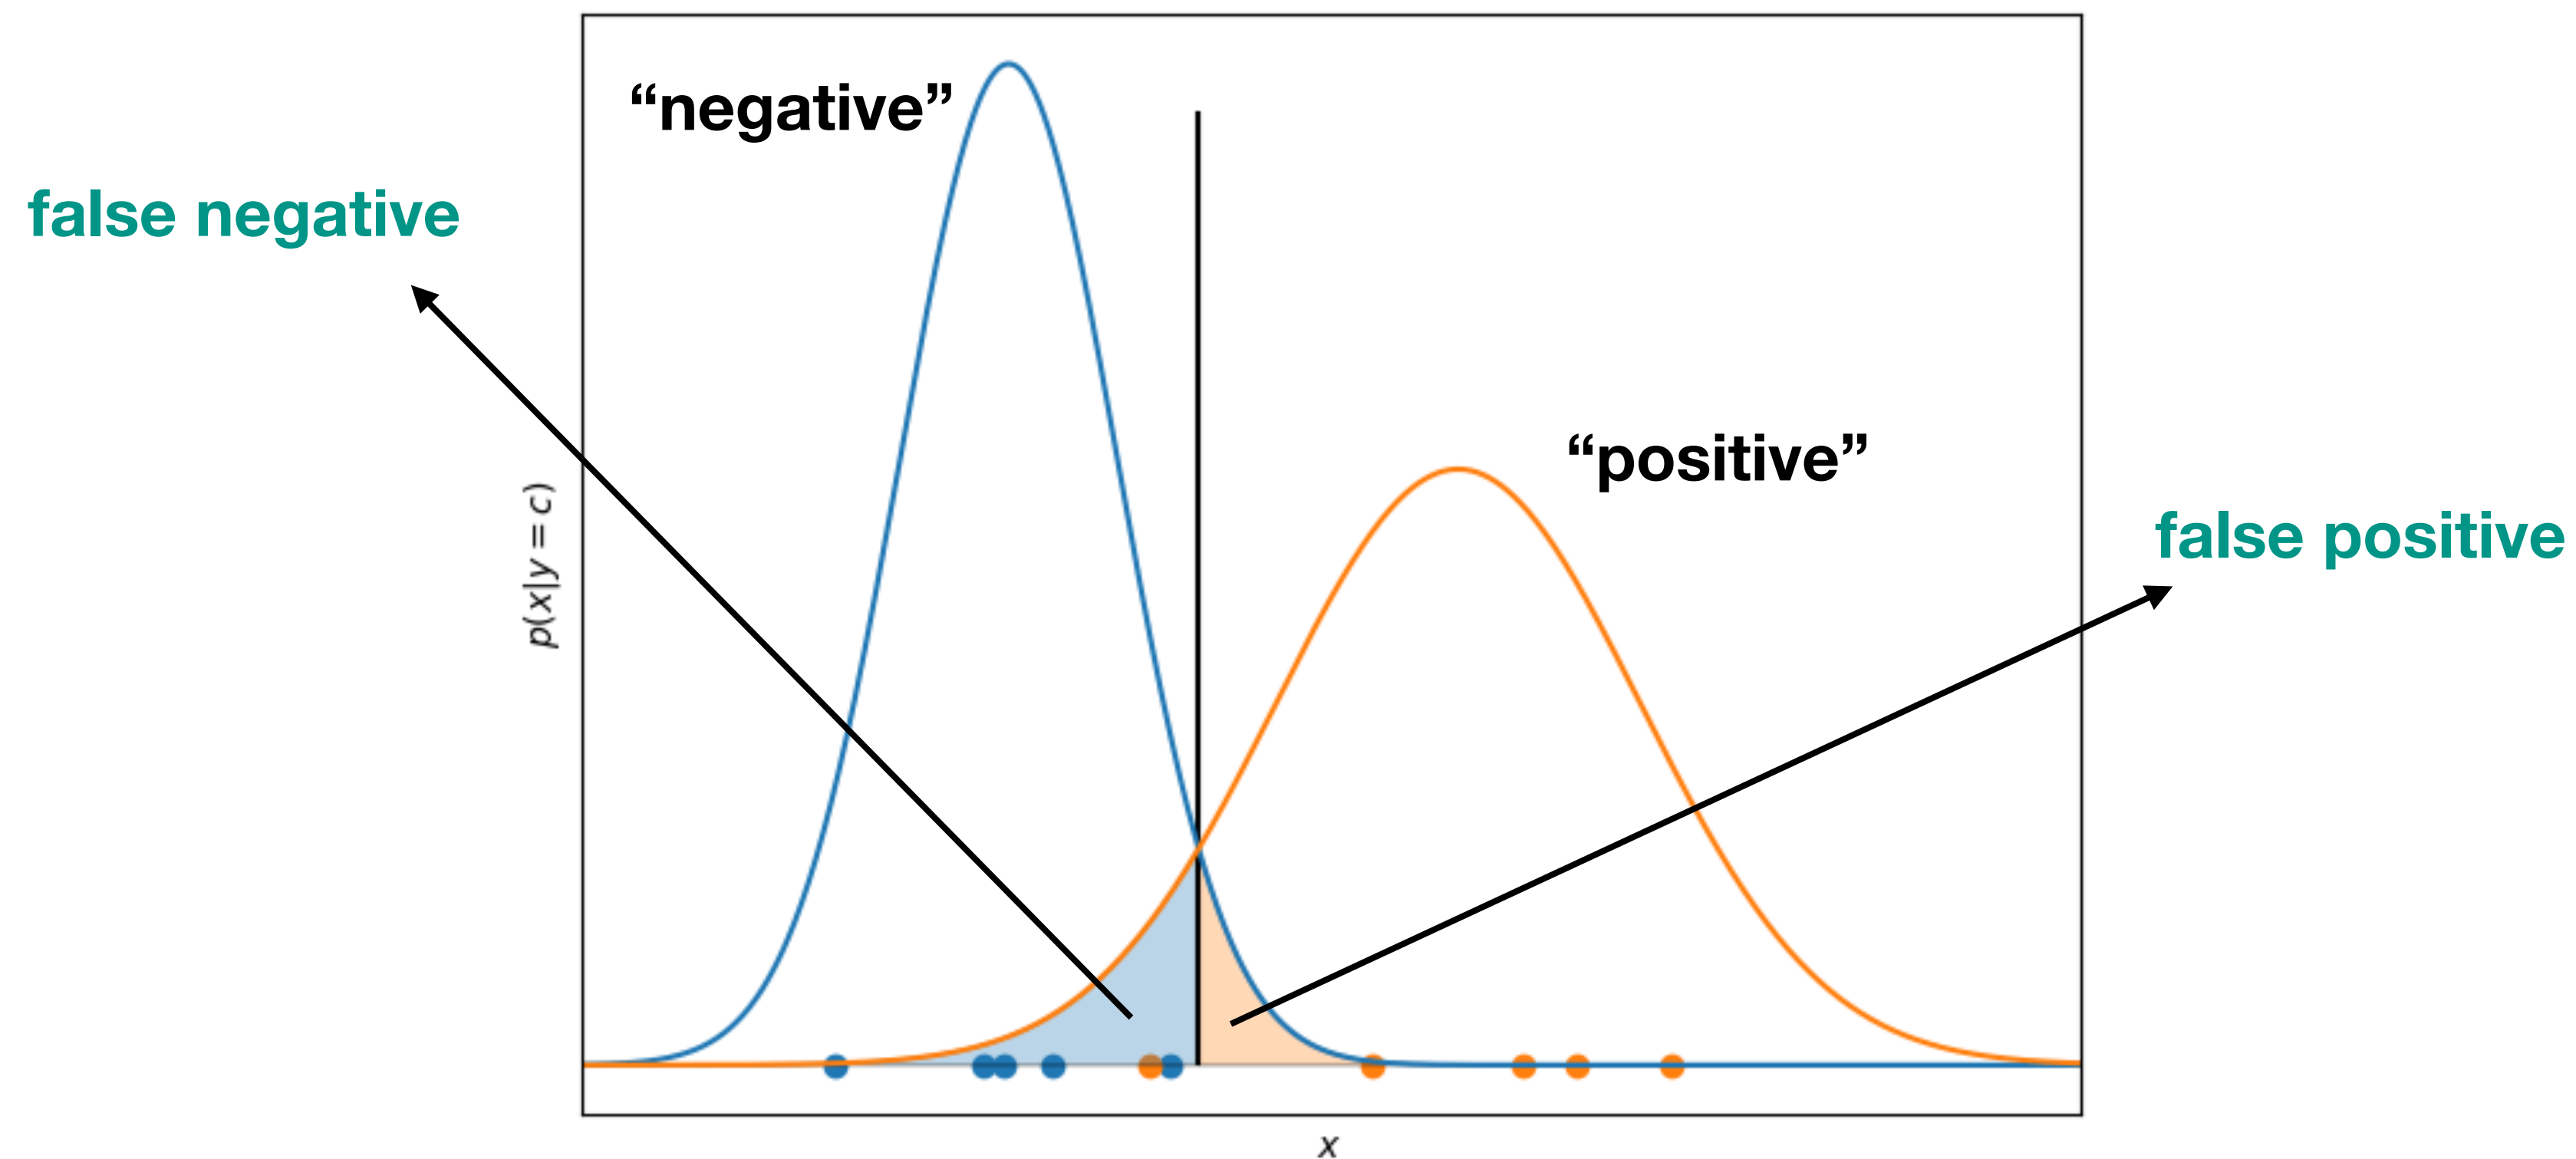 “negative”
false negative
“positive”
false positive
p(x|y = c)
x